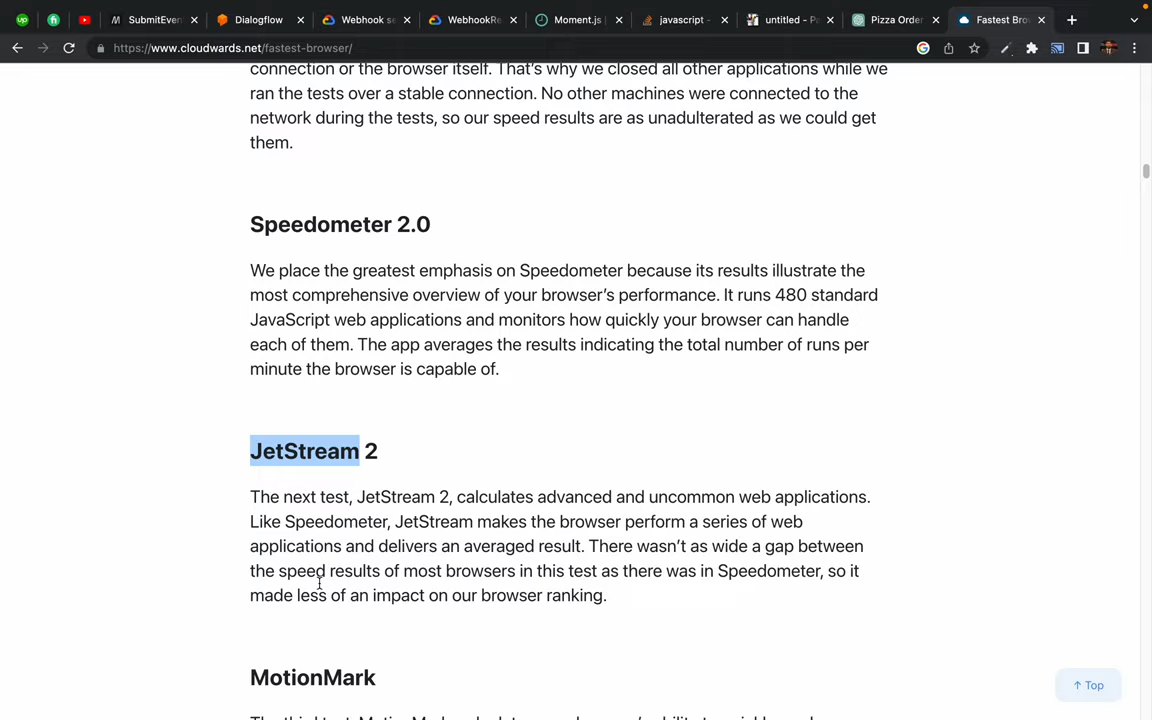 SubmitEven
Dialogflow
Webhook se
WebhookRe
Moment.js |
javascript -
untitled - Po
Pizza Order
Fastest Brow
https://www.cloudwards.net/fastest-browser/
connection or the browser itself. That's why we closed all other applications while we
ran the tests over a stable connection. No other machines were connected to the
network during the tests, so our speed results are as unadulterated as we could get
them.
Speedometer 2.0
We place the greatest emphasis on Speedometer because its results illustrate the
most comprehensive overview of your browser's performance. It runs 480 standard
JavaScript web applications and monitors how quickly your browser can handle
each of them. The app averages the results indicating the total number of runs per
minute the browser is capable of.
JetStream 2
The next test, JetStream 2, calculates advanced and uncommon web applications.
Like Speedometer, JetStream makes the browser perform a series of web
applications and delivers an averaged result. There wasn't as wide a gap between
the speed results of most browsers in this test as there was in Speedometer, so it
made less of an impact on our browser ranking.
MotionMark
↑ Top